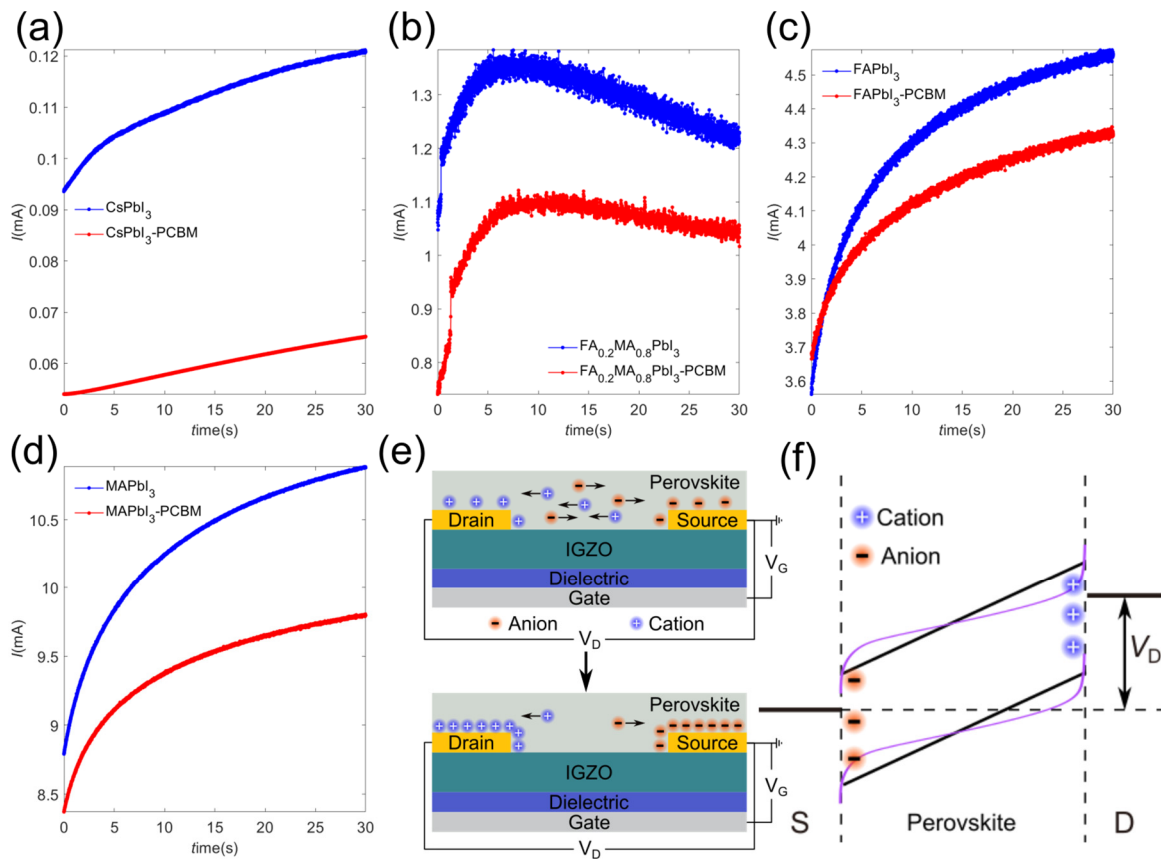 (a)
0.12
0.11
0.1
0.09
0.08
0.07
0.06
I(mA)
CsPbI3
CsPbI3-PCBM
0 5 10 15 20 25 30
time(s)
(b)
1.3
1.2
1.1
1
0.9
0.8
I(mA)
FA0.2MA0.8PbI3
FA0.2MA0.8PbI3-PCBM
0 5 10 15 20 25 30
time(s)
(c)
4.5
4.4
4.3
4.2
4.1
4
3.9
3.8
3.7
3.6
I(mA)
FAPbI3
FAPbI3-PCBM
0 5 10 15 20 25 30
time(s)
(d)
10.5
10
9.5
9
8.5
I(mA)
MAPbI3
MAPbI3-PCBM
0 5 10 15 20 25 30
time(s)
(e)
Perovskite
Drain
Source
IGZO
Dielectric
Gate
VG
Anion
Cation
VD
Perovskite
Drain
Source
IGZO
Dielectric
Gate
VG
VD
(f)
Cation
Anion
VD
S
Perovskite
D